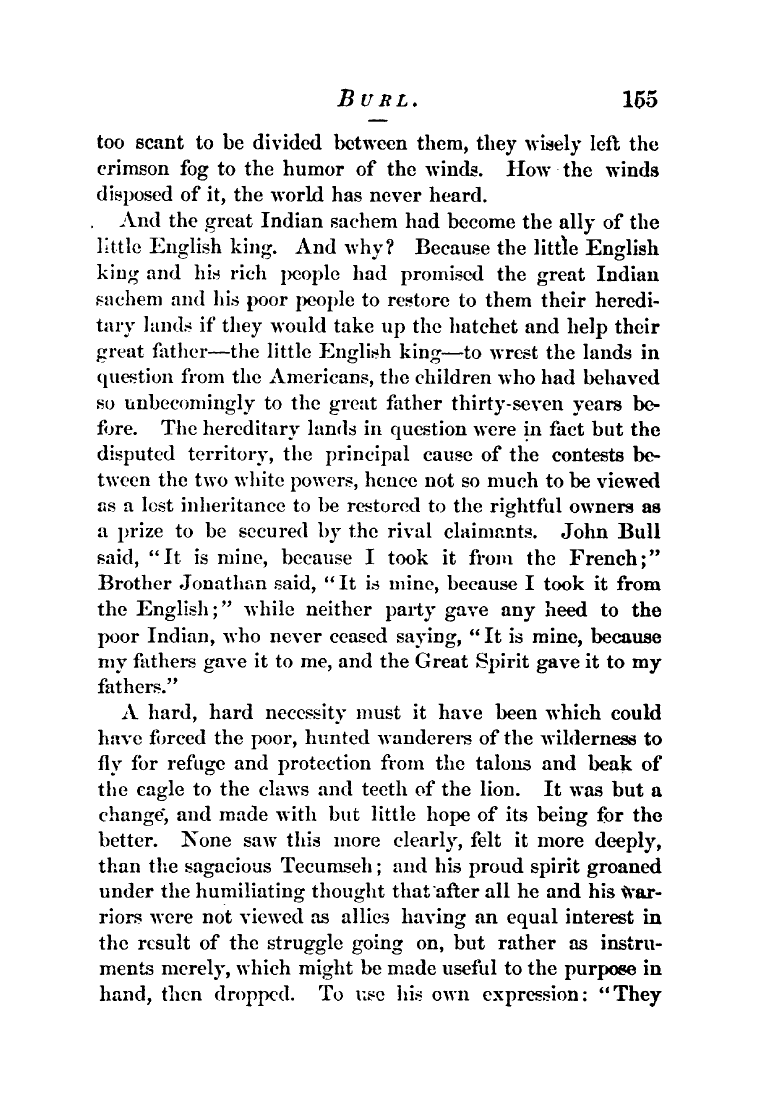 BURL. 155
too scant to be divided between them, they wisely left the
crimson fog to the humor of the winds. How the winds
disposed of it, the world has never heard.
And the great Indian sachem had become the ally of the
little English king. And why? Because the little English
king and his rich people had promised the great Indian
sachem and his poor people to restore to them their heredi-
tary lands if they would take up the hatchet and help their
great father—the little English king—to wrest the lands in
question from the Americans, the children who had behaved
so unbecomingly to the great father thirty-seven years be-
fore. The hereditary lands in question were in fact but the
disputed territory, the principal cause of the contests be-
tween the two white powers, hence not so much to be viewed
as a lost inheritance to be restored to the rightful owners as
a prize to be secured by the rival claimants. John Bull
said, "It is mine, because I took it from the French;"
Brother Jonathan said, "It is mine, because I took it from
the English;" while neither party gave any heed to the
poor Indian, who never ceased saying, "It is mine, because
my fathers gave it to me, and the Great Spirit gave it to my
fathers."
A hard, hard necessity must it have been which could
have forced the poor, hunted wanderers of the wilderness to
fly for refuge and protection from the talons and beak of
the eagle to the claws and teeth of the lion. It was but a
change, and made with but little hope of its being for the
better. None saw this more clearly, felt it more deeply,
than the sagacious Tecumseh; and his proud spirit groaned
under the humiliating thought that after all he and his war-
riors were not viewed as allies having an equal interest in
the result of the struggle going on, but rather as instru-
ments merely, which might be made useful to the purpose in
hand, then dropped. To use his own expression: "They